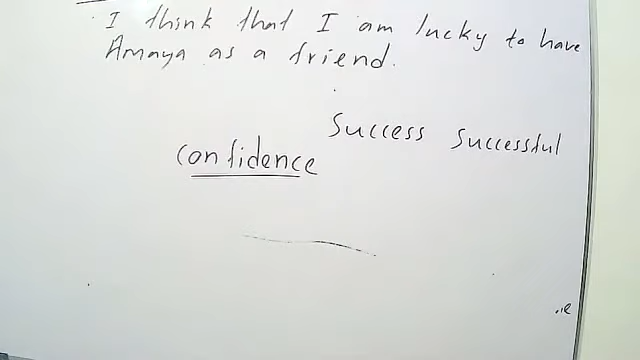 I think that I am lucky to have
Amaya as a friend.
Success Successful
Confidence